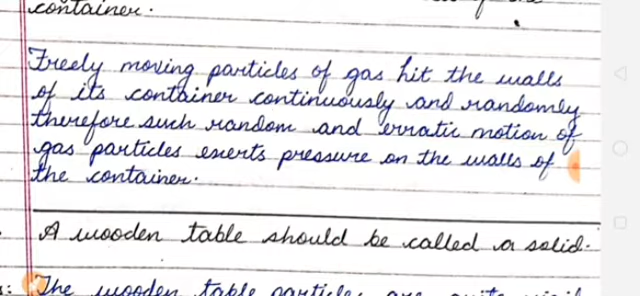 container.
Freely moving particles of gas hit the walls
of its container continuously and randomly
therefore such random and erratic motion of
gas particles exerts pressure on the walls of
the container.
A wooden table should be called a solid.
The wooden table particles are quite